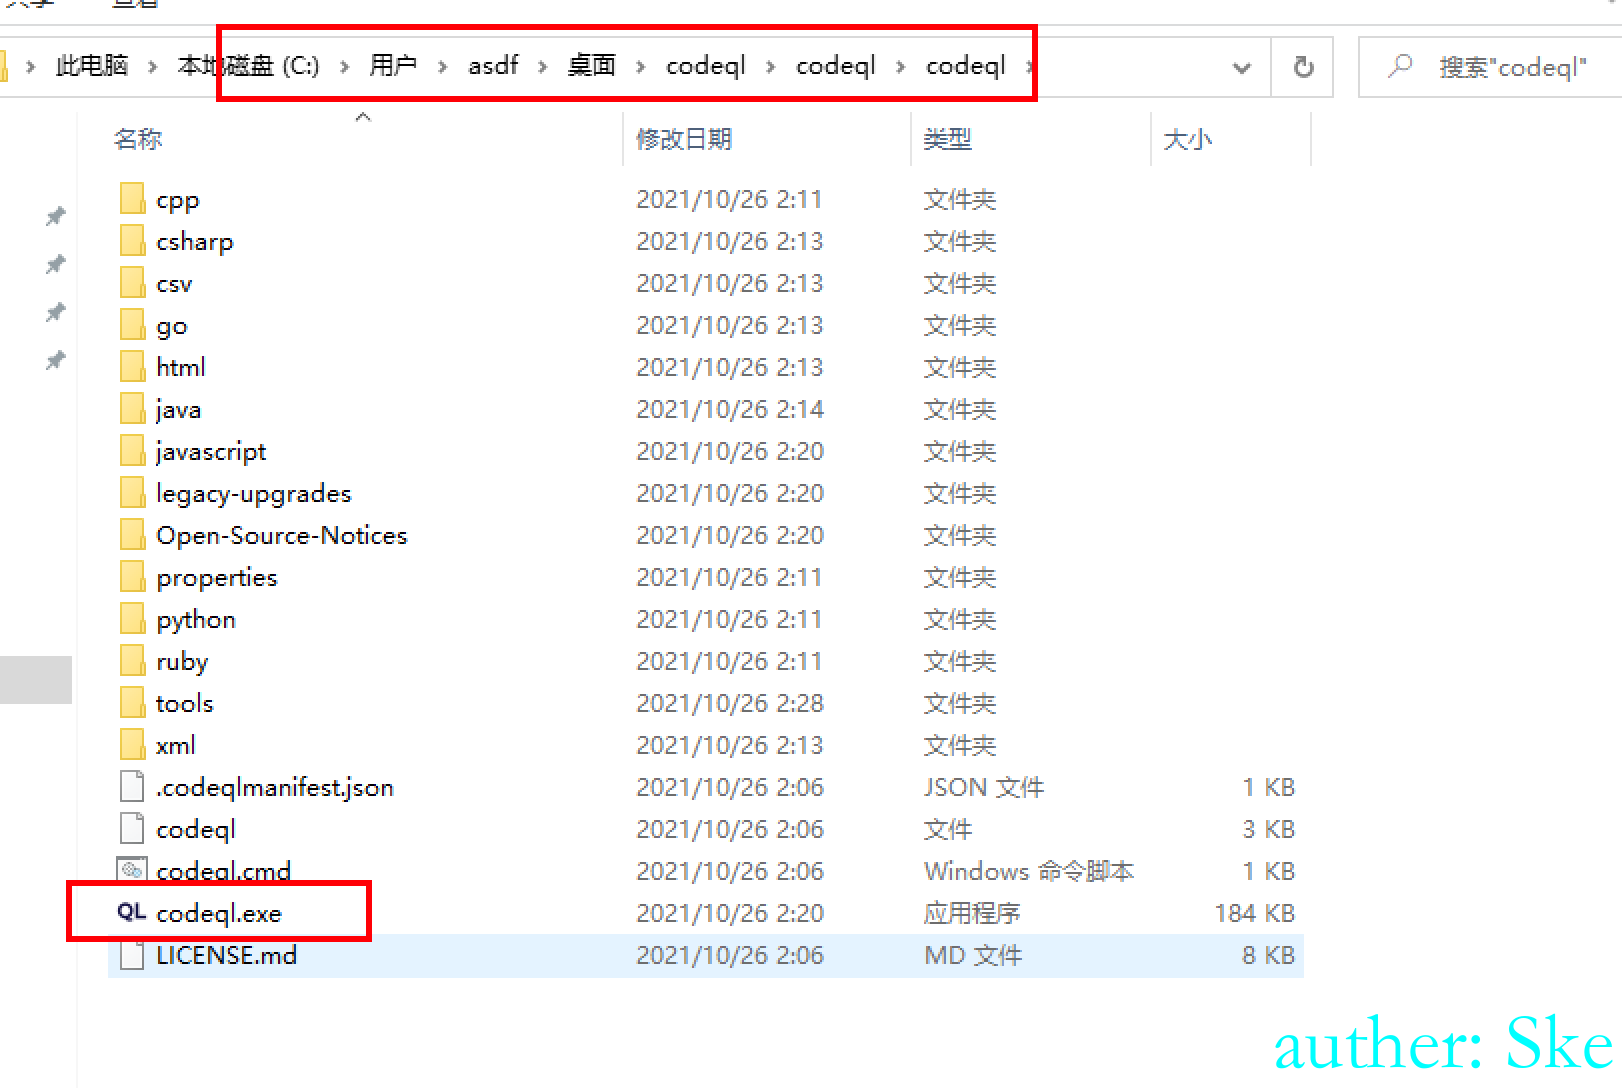 共享 查看
此电脑 › 本地磁盘 (C:) › 用户 › asdf › 桌面 › codeql › codeql › codeql › 搜索"codeql"
名称 修改日期 类型 大小
cpp 2021/10/26 2:11 文件夹
csharp 2021/10/26 2:13 文件夹
csv 2021/10/26 2:13 文件夹
go 2021/10/26 2:13 文件夹
html 2021/10/26 2:13 文件夹
java 2021/10/26 2:14 文件夹
javascript 2021/10/26 2:20 文件夹
legacy-upgrades 2021/10/26 2:20 文件夹
Open-Source-Notices 2021/10/26 2:20 文件夹
properties 2021/10/26 2:11 文件夹
python 2021/10/26 2:11 文件夹
ruby 2021/10/26 2:11 文件夹
tools 2021/10/26 2:28 文件夹
xml 2021/10/26 2:13 文件夹
.codeqlmanifest.json 2021/10/26 2:06 JSON 文件 1 KB
codeql 2021/10/26 2:06 文件 3 KB
codeql.cmd 2021/10/26 2:06 Windows 命令脚本 1 KB
QL codeql.exe 2021/10/26 2:20 应用程序 184 KB
LICENSE.md 2021/10/26 2:06 MD 文件 8 KB
auther: Ske